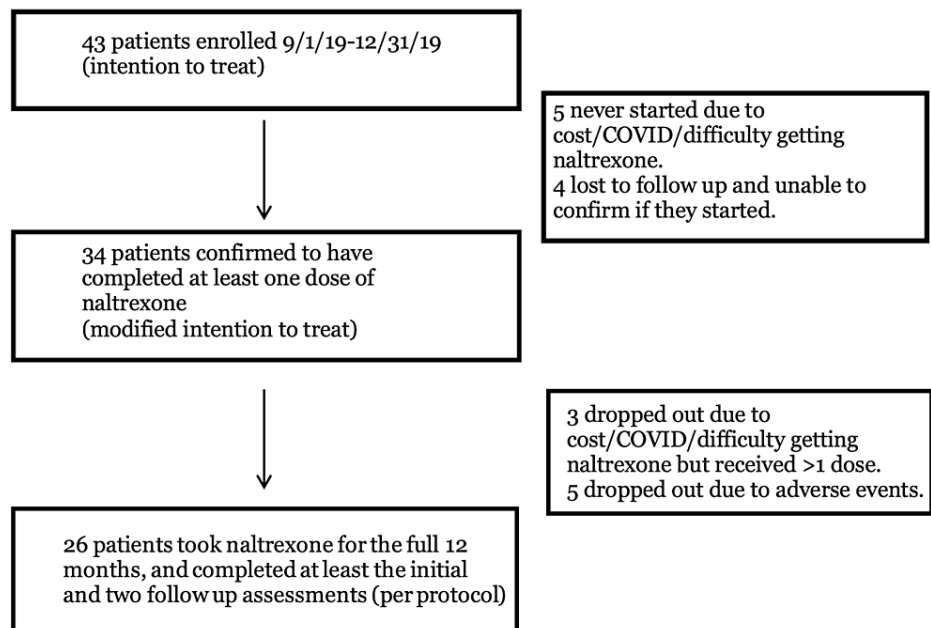 43 patients enrolled 9/1/19-12/31/19
(intention to treat)
5 never started due to
cost/COVID/difficulty getting
naltrexone.
4 lost to follow up and unable to
confirm if they started.
34 patients confirmed to have
completed at least one dose of
naltrexone
(modified intention to treat)
3 dropped out due to
cost/COVID/difficulty getting
naltrexone but received >1 dose.
5 dropped out due to adverse events.
26 patients took naltrexone for the full 12
months, and completed at least the initial
and two follow up assessments (per protocol)